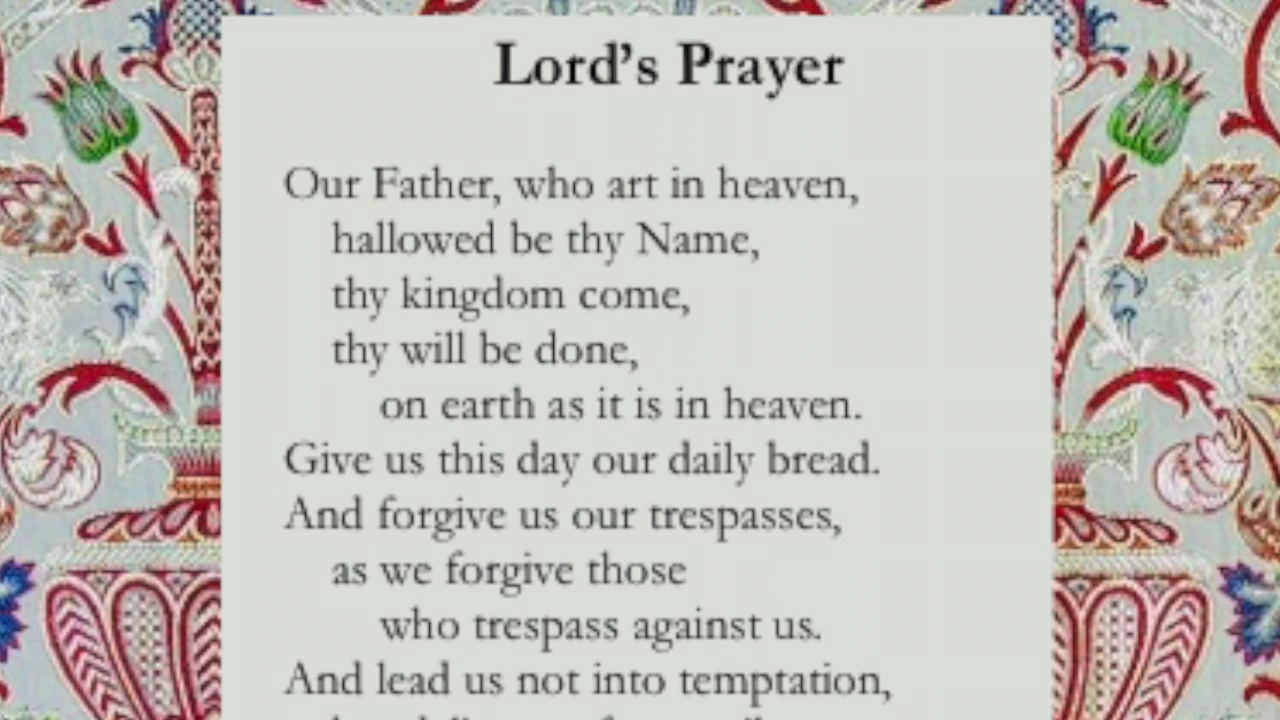 Lord’s Prayer
Our Father, who art in heaven,
hallowed be thy Name,
thy kingdom come,
thy will be done,
on earth as it is in heaven.
Give us this day our daily bread.
And forgive us our trespasses,
as we forgive those
who trespass against us.
And lead us not into temptation,